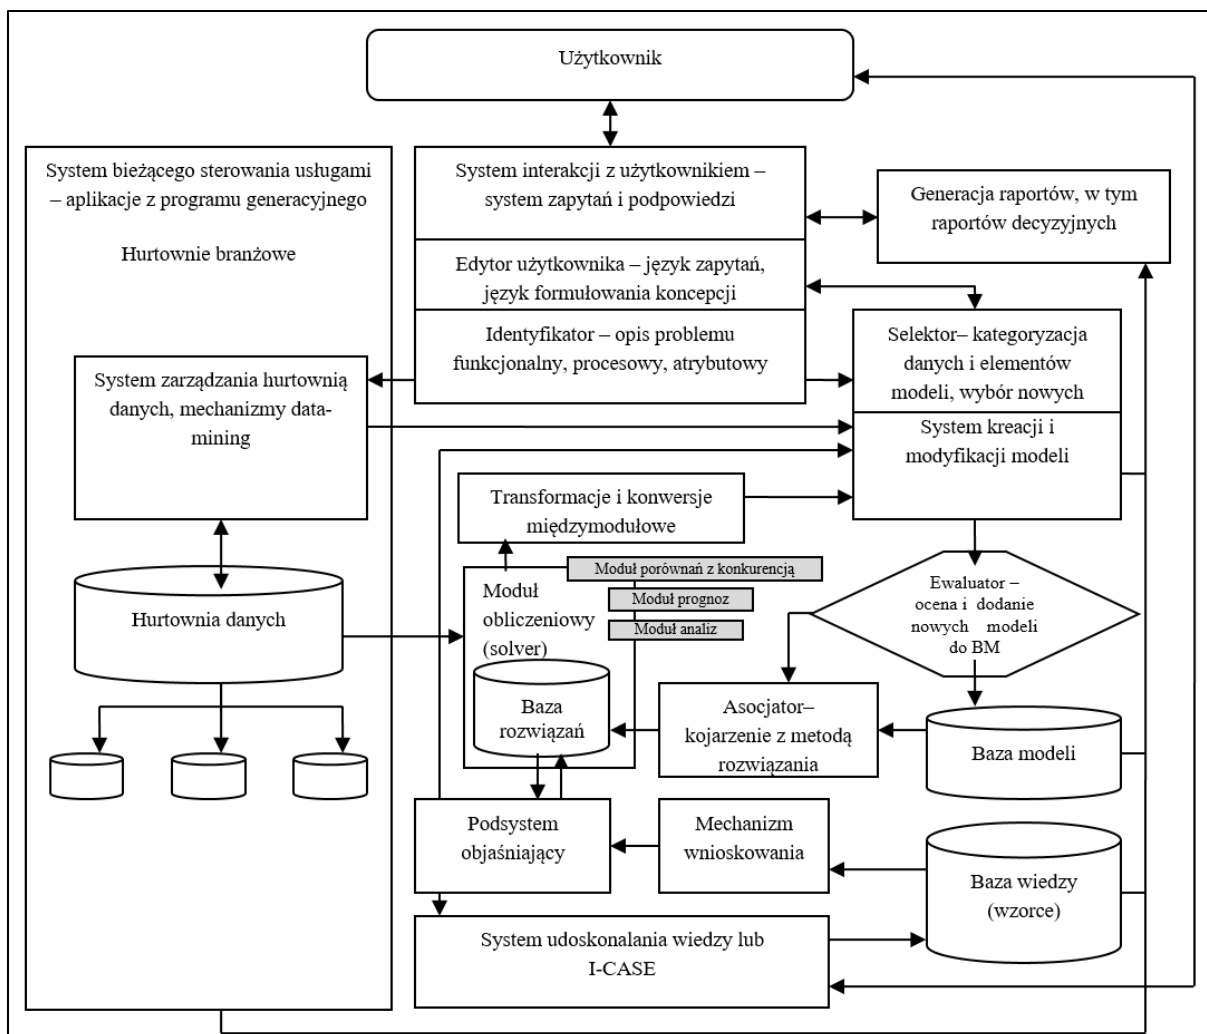 Użytkownik
System bieżącego sterowania usługami
– aplikacje z programu generacyjnego
Hurtownie branżowe
System interakcji z użytkownikiem –
system zapytań i podpowiedzi
Generacja raportów, w tym
raportów decyzyjnych
Edytor użytkownika – język zapytań,
język formułowania koncepcji
Identyfikator – opis problemu
funkcjonalny, procesowy, atrybutowy
Selektor– kategoryzacja
danych i elementów
modeli, wybór nowych
System zarządzania hurtownią
danych, mechanizmy data-
mining
System kreacji i
modyfikacji modeli
Transformacje i konwersje
międzymodułowe
Moduł porównań z konkurencją
Moduł prognoz
Moduł analiz
Moduł
obliczeniowy
(solver)
Hurtownia danych
Ewaluator –
ocena i dodanie
nowych modeli
do BM
Baza
rozwiązań
Asocjator–
kojarzenie z metodą
rozwiązania
Baza modeli
Podsystem
objaśniający
Mechanizm
wnioskowania
Baza wiedzy
(wzorce)
System udoskonalania wiedzy lub
I-CASE